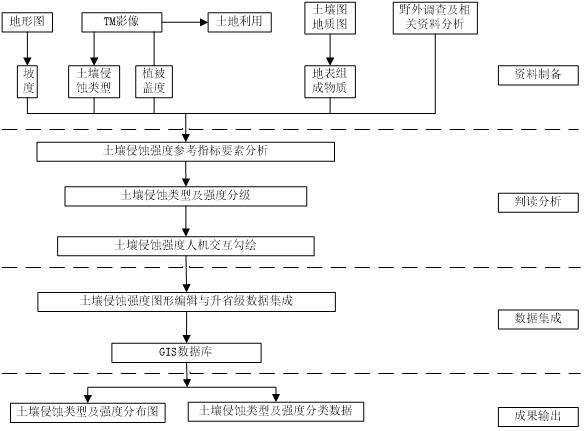 地形图
TM影像
土地利用
土壤图
地质图
野外调查及相
关资料分析
坡
度
土壤侵
蚀类型
植被
盖度
地表组
成物质
资料制备
土壤侵蚀强度参考指标要素分析
土壤侵蚀类型及强度分级
判读分析
土壤侵蚀强度人机交互勾绘
土壤侵蚀强度图形编辑与升省级数据集成
数据集成
GIS数据库
土壤侵蚀类型及强度分布图
土壤侵蚀类型及强度分类数据
成果输出